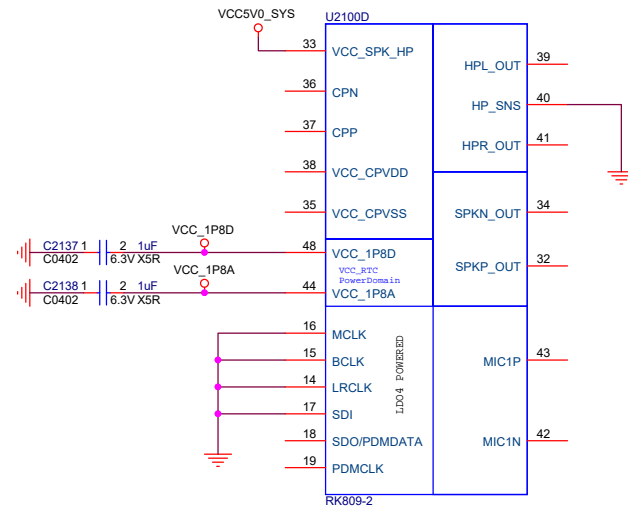 VCC5V0_SYS
U2100D
33 VCC_SPK_HP
HPL_OUT 39
36 CPN
HP_SNS 40
37 CPP
HPR_OUT 41
38 VCC_CPVDD
35 VCC_CPVSS
SPKN_OUT 34
VCC_1P8D
C2137 1 2 1uF 48 VCC_1P8D
C0402 6.3V X5R
VCC_RTC
PowerDomain
SPKP_OUT 32
VCC_1P8A
C2138 1 2 1uF 44 VCC_1P8A
C0402 6.3V X5R
16 MCLK
15 BCLK
MIC1P 43
14 LRCLK
LDO4 POWERED
17 SDI
18 SDO/PDMDATA
MIC1N 42
19 PDMCLK
RK809-2